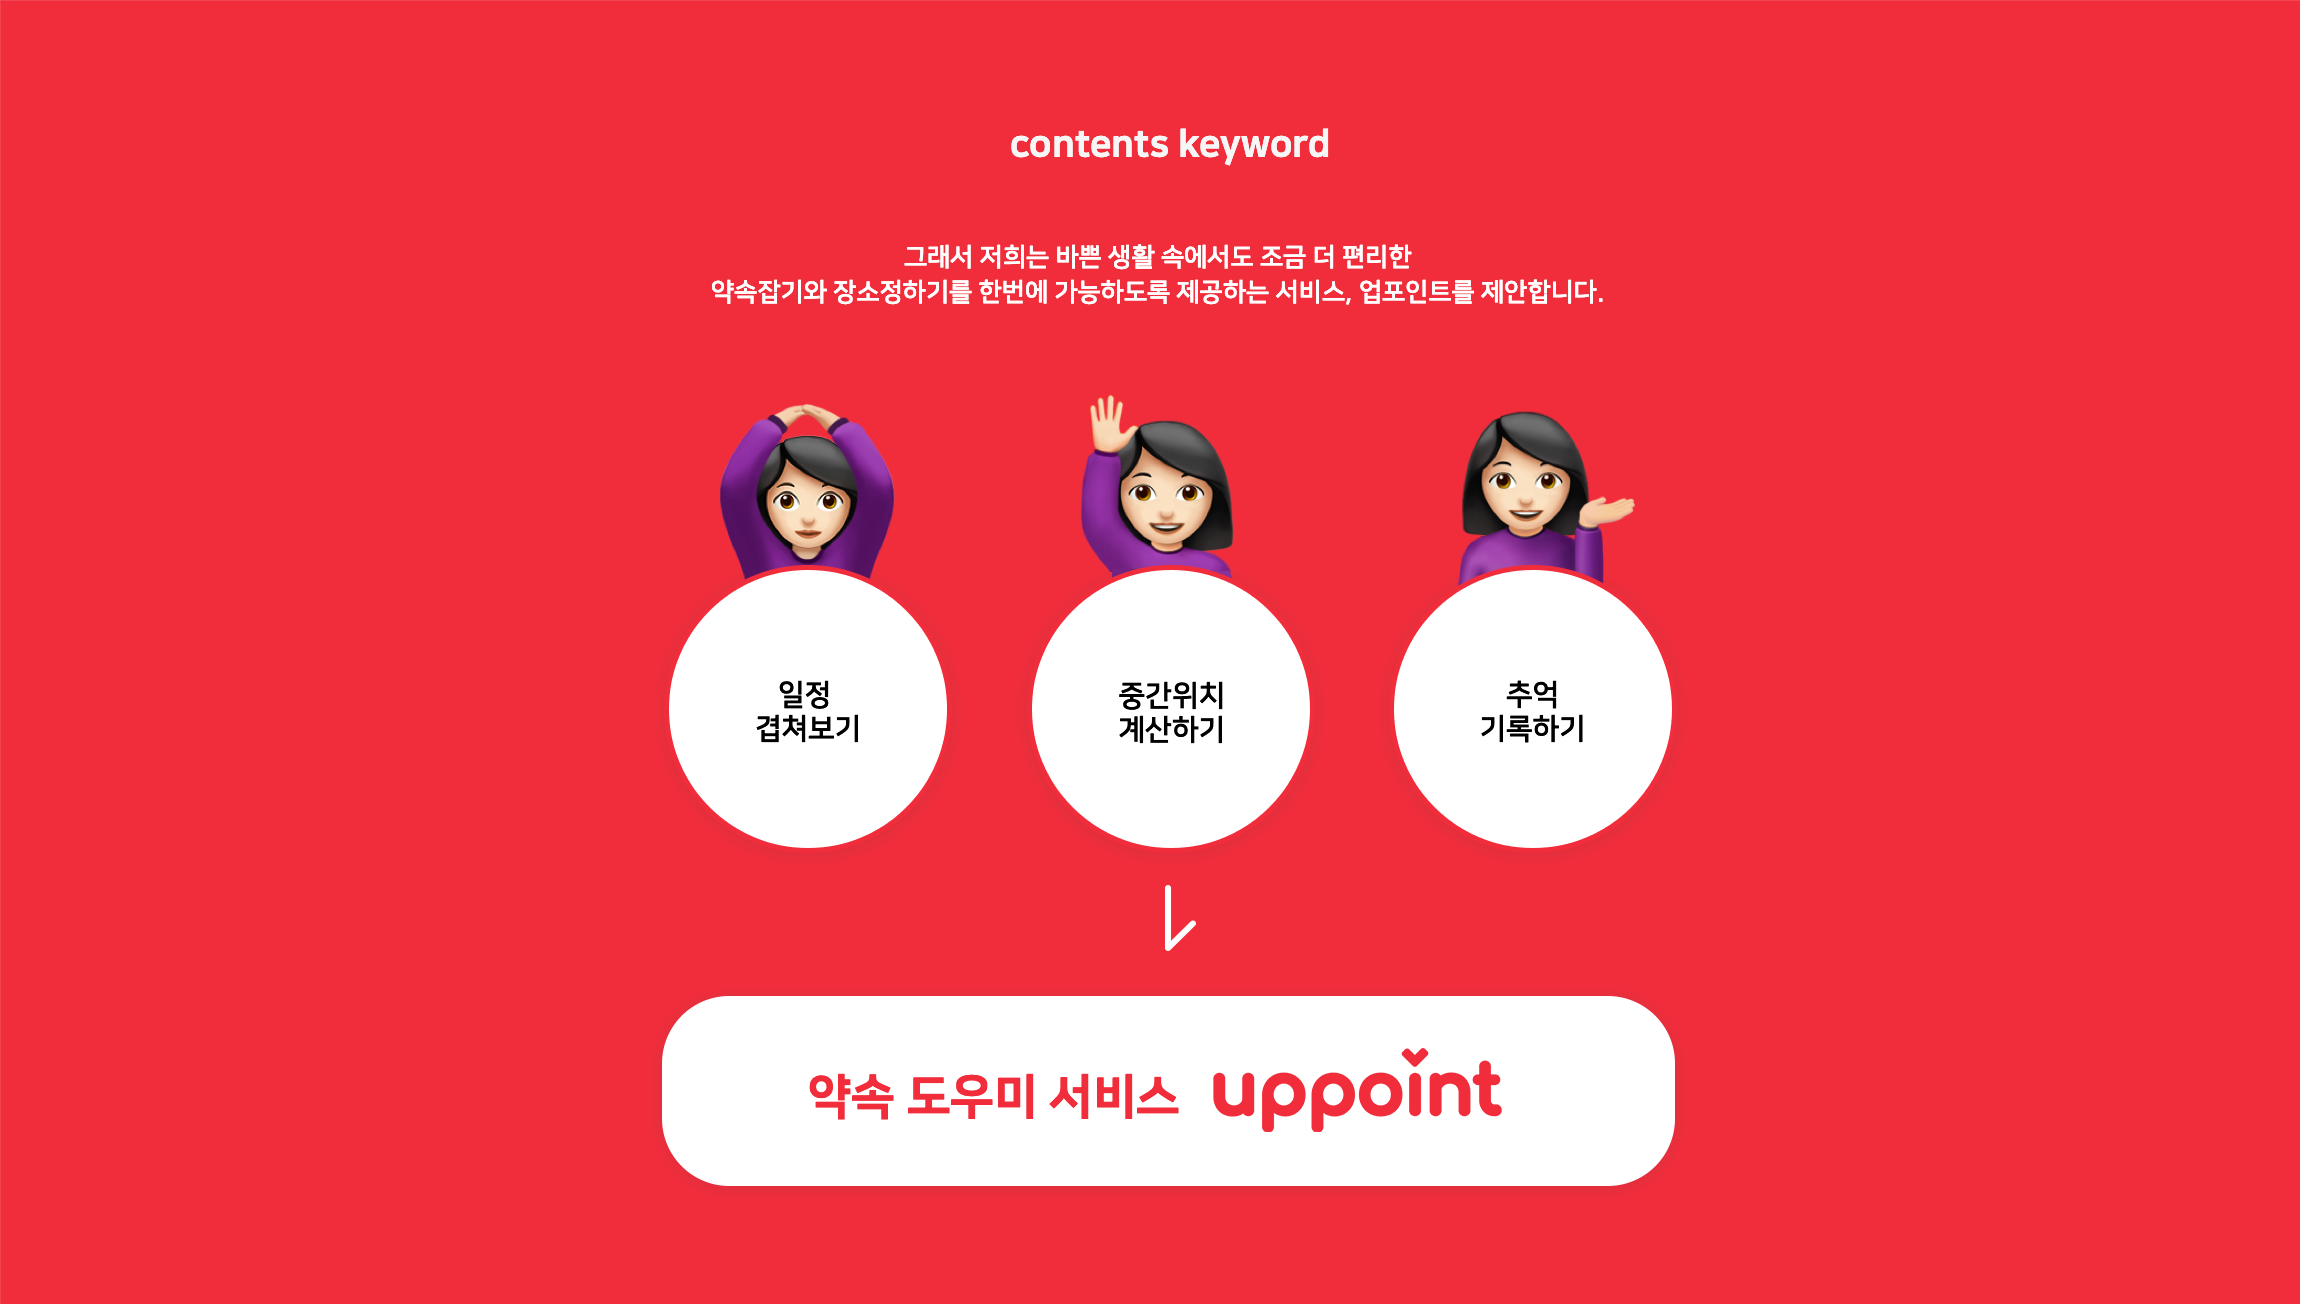 contents keyword
그래서 저희는 바쁜 생활 속에서도 조금 더 편리한
약속잡기와 장소정하기를 한번에 가능하도록 제공하는 서비스, 업포인트를 제안합니다.
일정
겹쳐보기
중간위치
계산하기
추억
기록하기
약속 도우미 서비스 uppoint